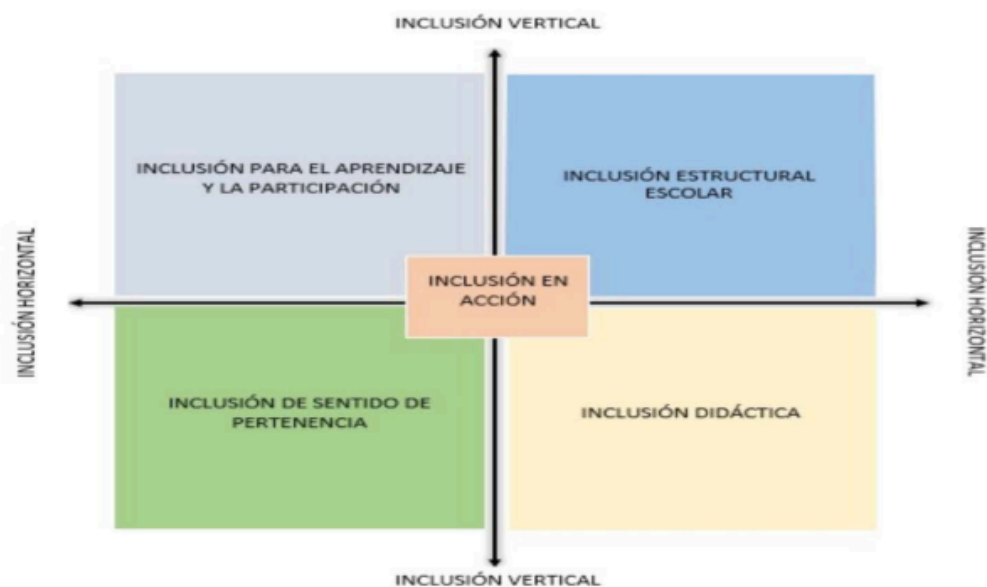 INCLUSIÓN VERTICAL
INCLUSIÓN PARA EL APRENDIZAJE
Y LA PARTICIPACIÓN
INCLUSIÓN ESTRUCTURAL
ESCOLAR
INCLUSIÓN HORIZONTAL
INCLUSIÓN EN
ACCIÓN
INCLUSIÓN HORIZONTAL
INCLUSIÓN DE SENTIDO DE
PERTENENCIA
INCLUSIÓN DIDÁCTICA
INCLUSIÓN VERTICAL